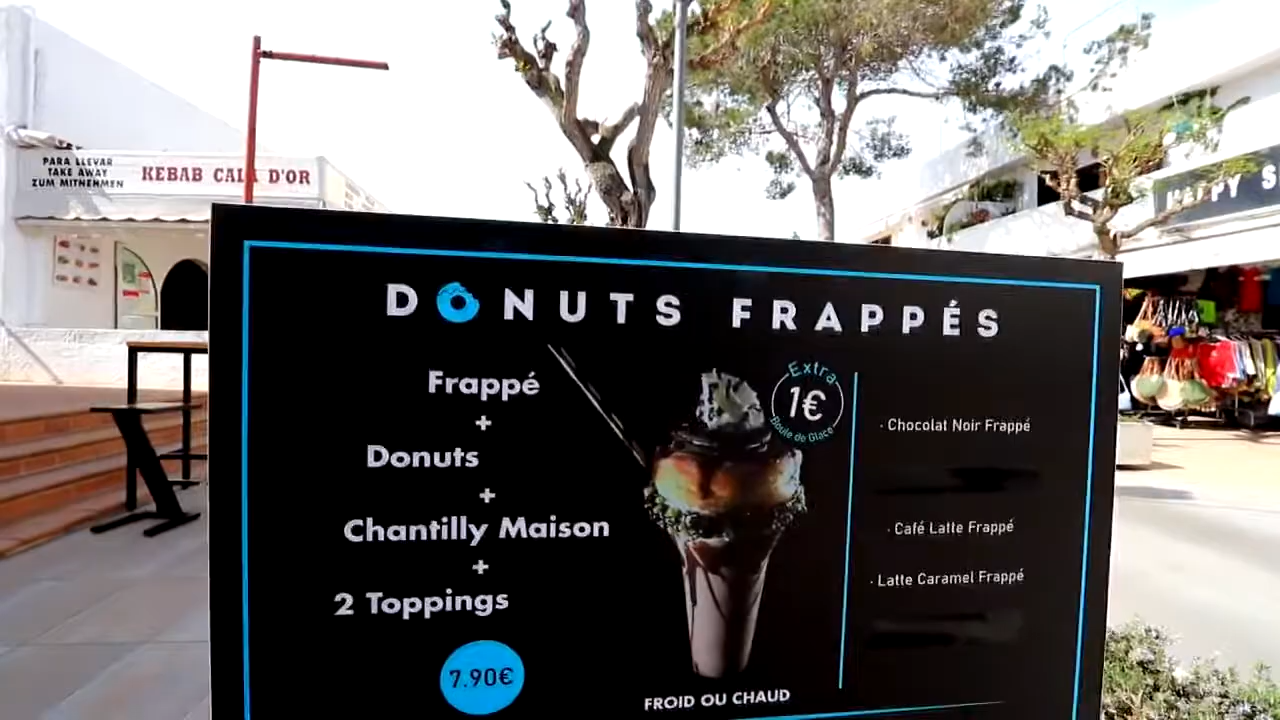 PARA LLEVAR
TAKE AWAY
ZUM MITNEHMEN
KEBAB CALA D'OR
HAPPY S
DONUTS FRAPPÉS
Frappé
+
Donuts
+
Chantilly Maison
+
2 Toppings
7.90€
Extra
1€
Boule de Glace
FROID OU CHAUD
· Chocolat Noir Frappé
· Café Latte Frappé
· Latte Caramel Frappé